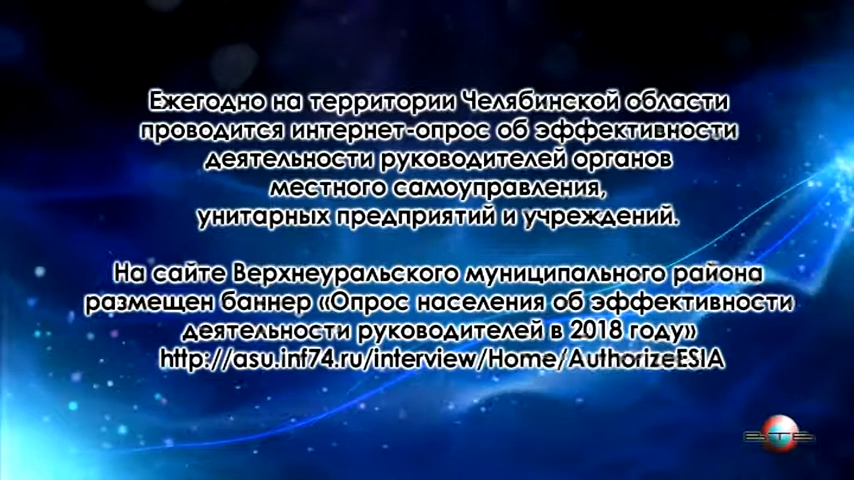 Ежегодно на территории Челябинской области
проводится интернет-опрос об эффективности
деятельности руководителей органов
местного самоуправления,
унитарных предприятий и учреждений.
На сайте Верхнеуральского муниципального района
размещен баннер «Опрос населения об эффективности
деятельности руководителей в 2018 году»
http://asu.inf74.ru/interview/Home/AuthorizeESIA